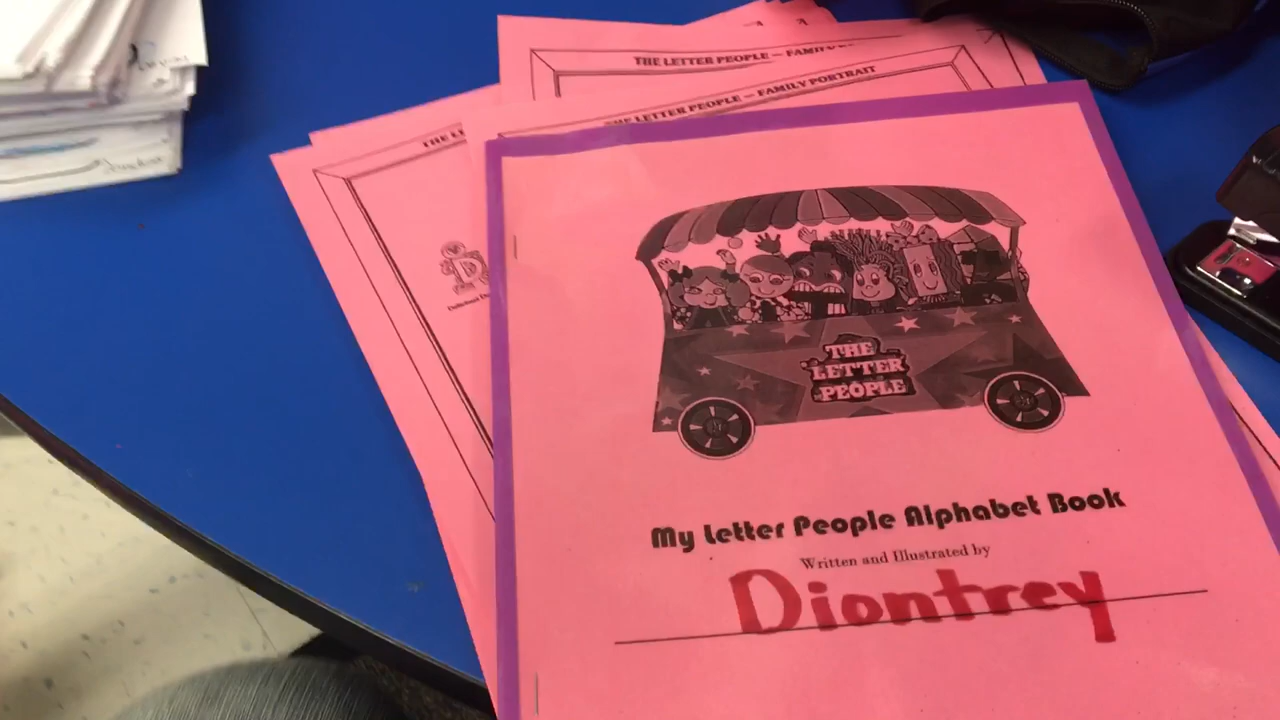 THE LETTER PEOPLE — FAMILY
LETTER PEOPLE — FAMILY PORTRAIT
THE
D
THE
LETTER
PEOPLE
My Letter People Alphabet Book
Written and Illustrated by
Diontrey